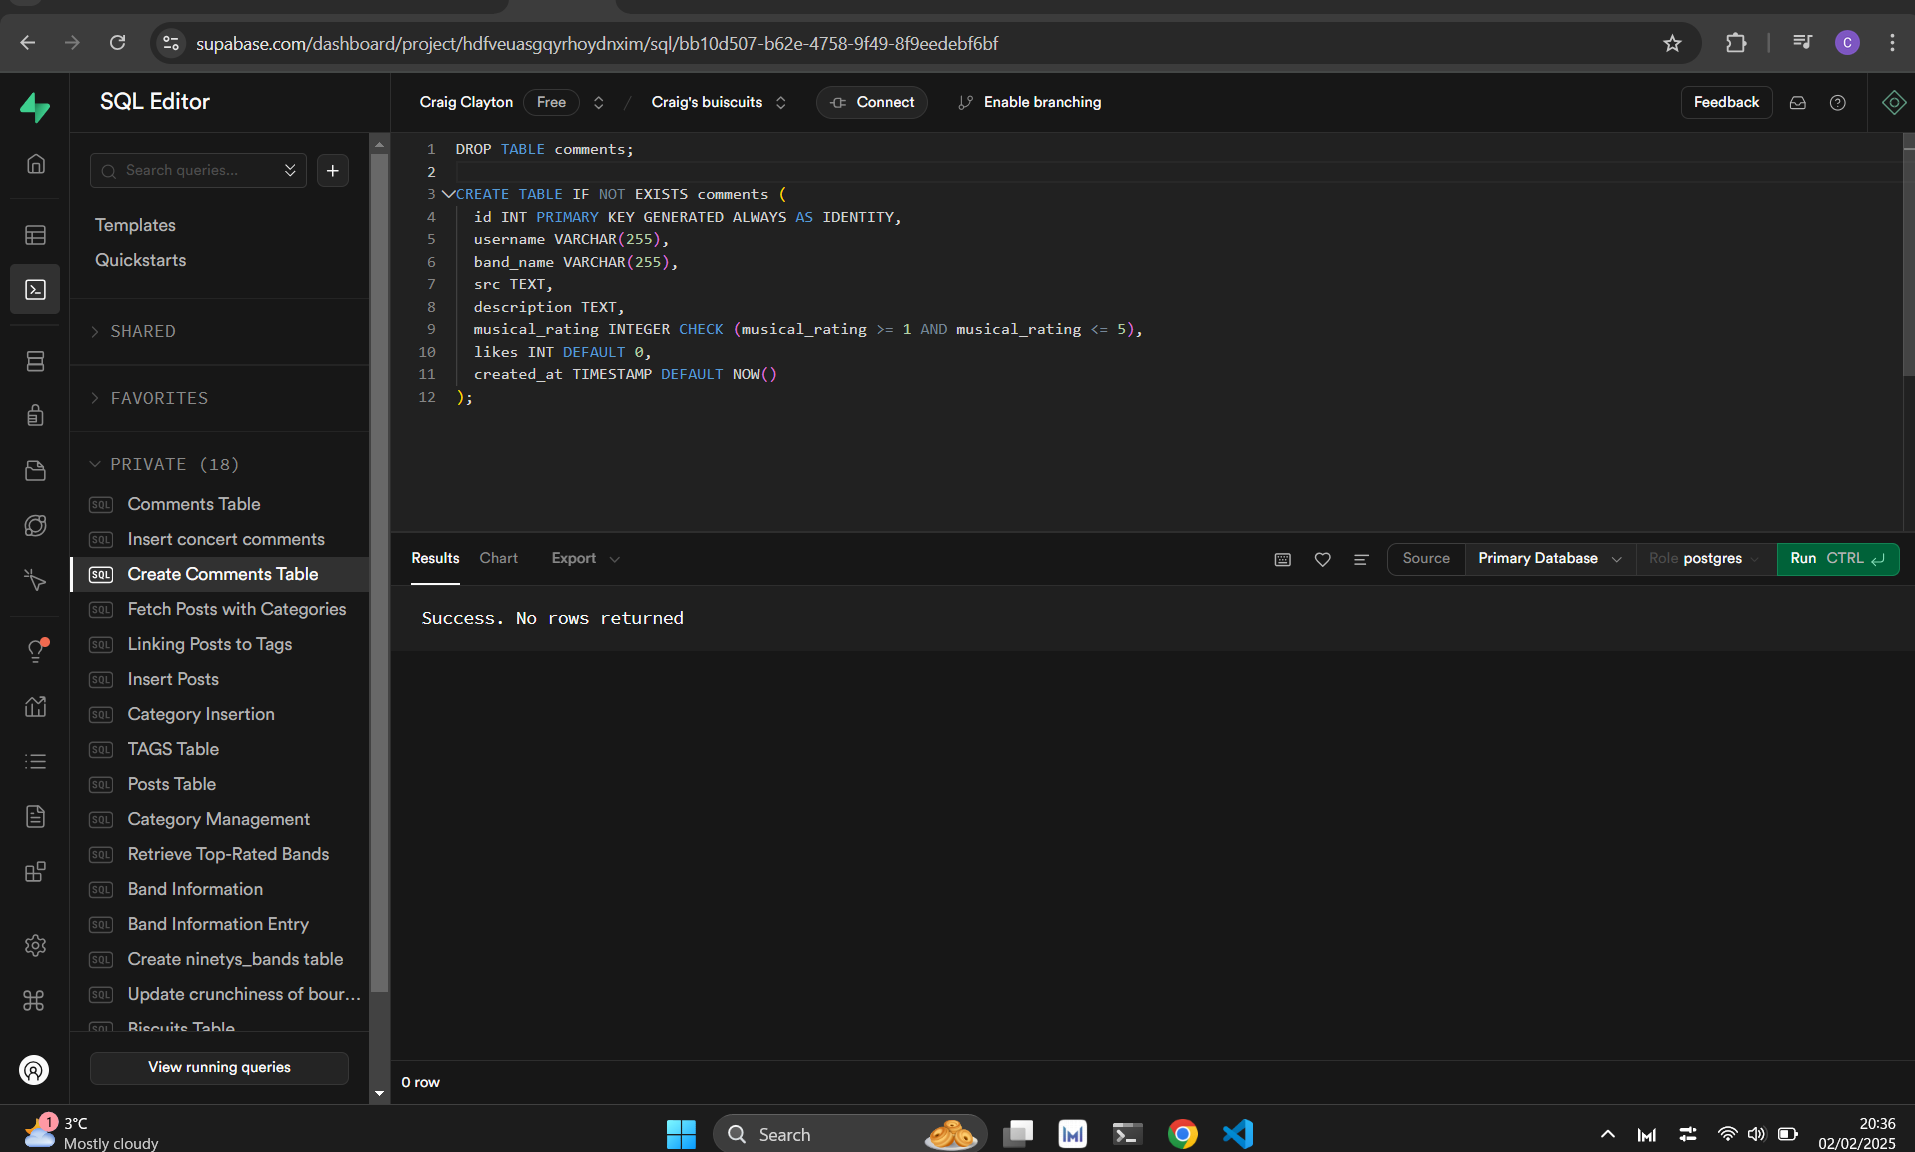 supabase.com/dashboard/project/hdfveuasgqyrhoydnxim/sql/bb10d507-b62e-4758-9f49-8f9eedebf6bf
C
SQL Editor
Craig Clayton Free / Craig's buiscuits Connect Enable branching Feedback
Search queries...
Templates
Quickstarts
SHARED
FAVORITES
PRIVATE (18)
SQL Comments Table
SQL Insert concert comments
SQL Create Comments Table
SQL Fetch Posts with Categories
SQL Linking Posts to Tags
SQL Insert Posts
SQL Category Insertion
SQL TAGS Table
SQL Posts Table
SQL Category Management
SQL Retrieve Top-Rated Bands
SQL Band Information
SQL Band Information Entry
SQL Create ninetys_bands table
SQL Update crunchiness of bour...
SQL Biscuits Table
View running queries
1 DROP TABLE comments;
2
3 CREATE TABLE IF NOT EXISTS comments (
4 id INT PRIMARY KEY GENERATED ALWAYS AS IDENTITY,
5 username VARCHAR(255),
6 band_name VARCHAR(255),
7 src TEXT,
8 description TEXT,
9 musical_rating INTEGER CHECK (musical_rating >= 1 AND musical_rating <= 5),
10 likes INT DEFAULT 0,
11 created_at TIMESTAMP DEFAULT NOW()
12 );
Results Chart Export Source Primary Database Role postgres Run CTRL
Success. No rows returned
0 row
1 3°C
Mostly cloudy
Search
20:36
02/02/2025